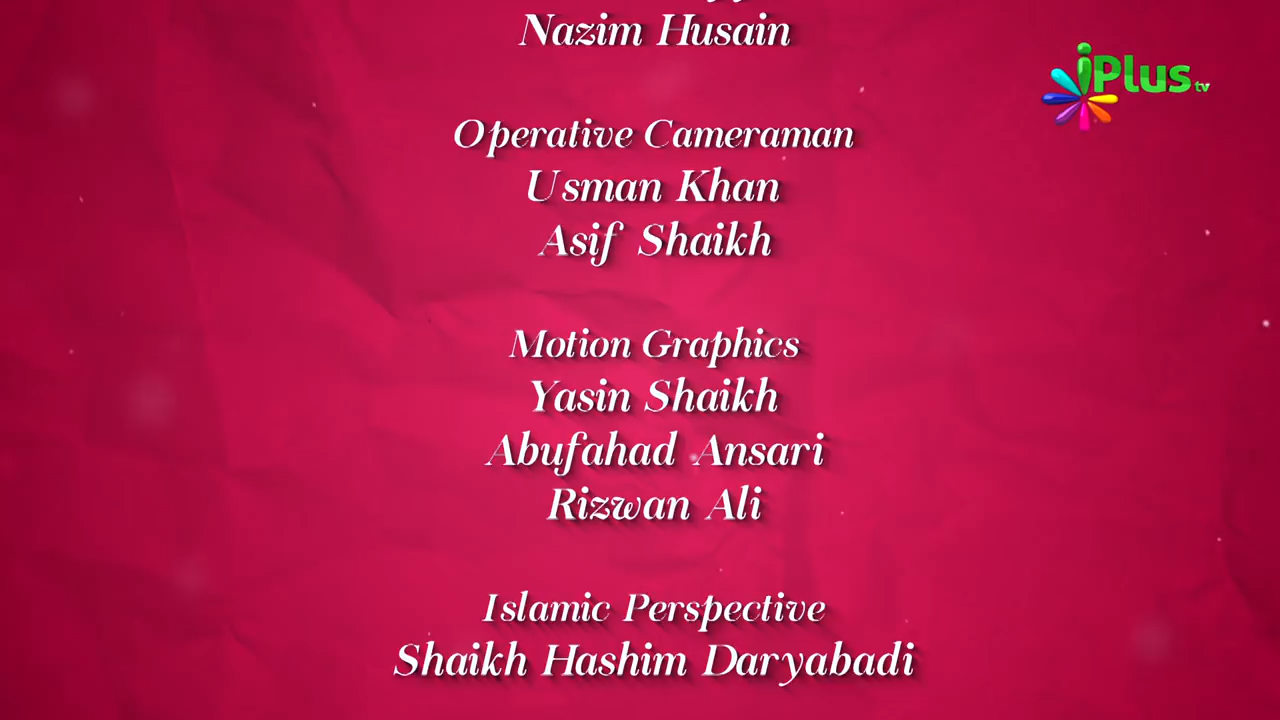 Nazim Husain
iPlus tv
Operative Cameraman
Usman Khan
Asif Shaikh
Motion Graphics
Yasin Shaikh
Abufahad Ansari
Rizwan Ali
Islamic Perspective
Shaikh Hashim Daryabadi